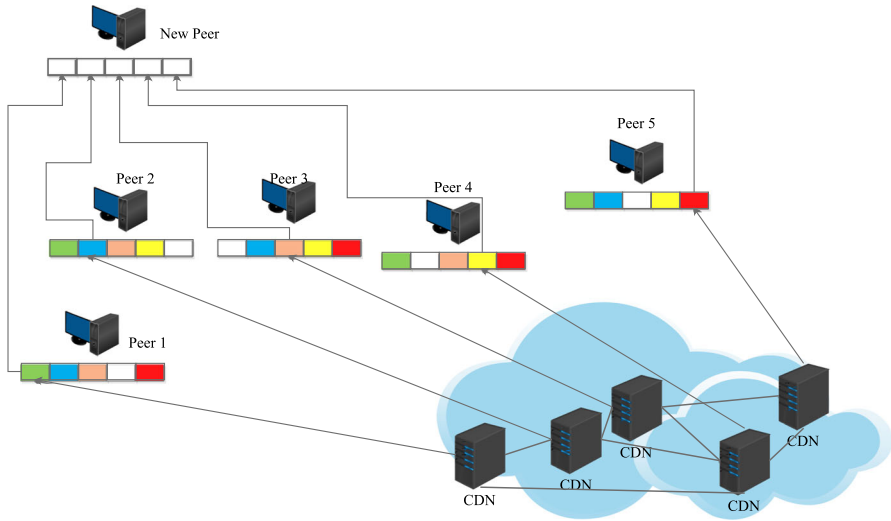 New Peer
Peer 5
Peer 2
Peer 3
Peer 4
Peer 1
CDN
CDN
CDN
CDN
CDN